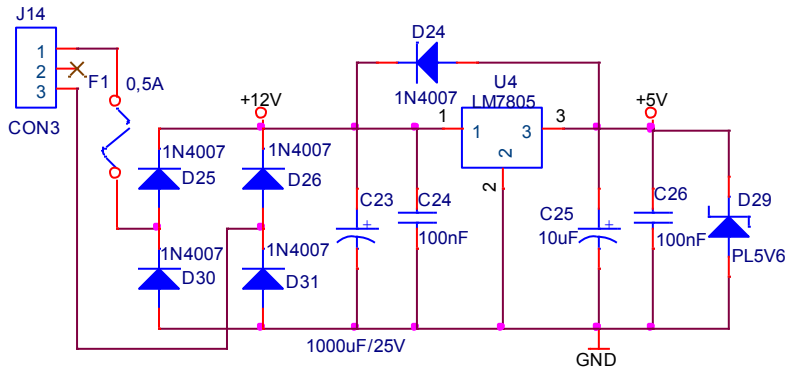 J14
1
2
3
CON3
F1
0,5A
+12V
D24
1N4007
U4
LM7805
1
1
3
3
2
2
+5V
1N4007
D25
1N4007
D26
1N4007
D30
1N4007
D31
C23
+
C24
100nF
C25
10uF
+
C26
100nF
D29
PL5V6
1000uF/25V
GND